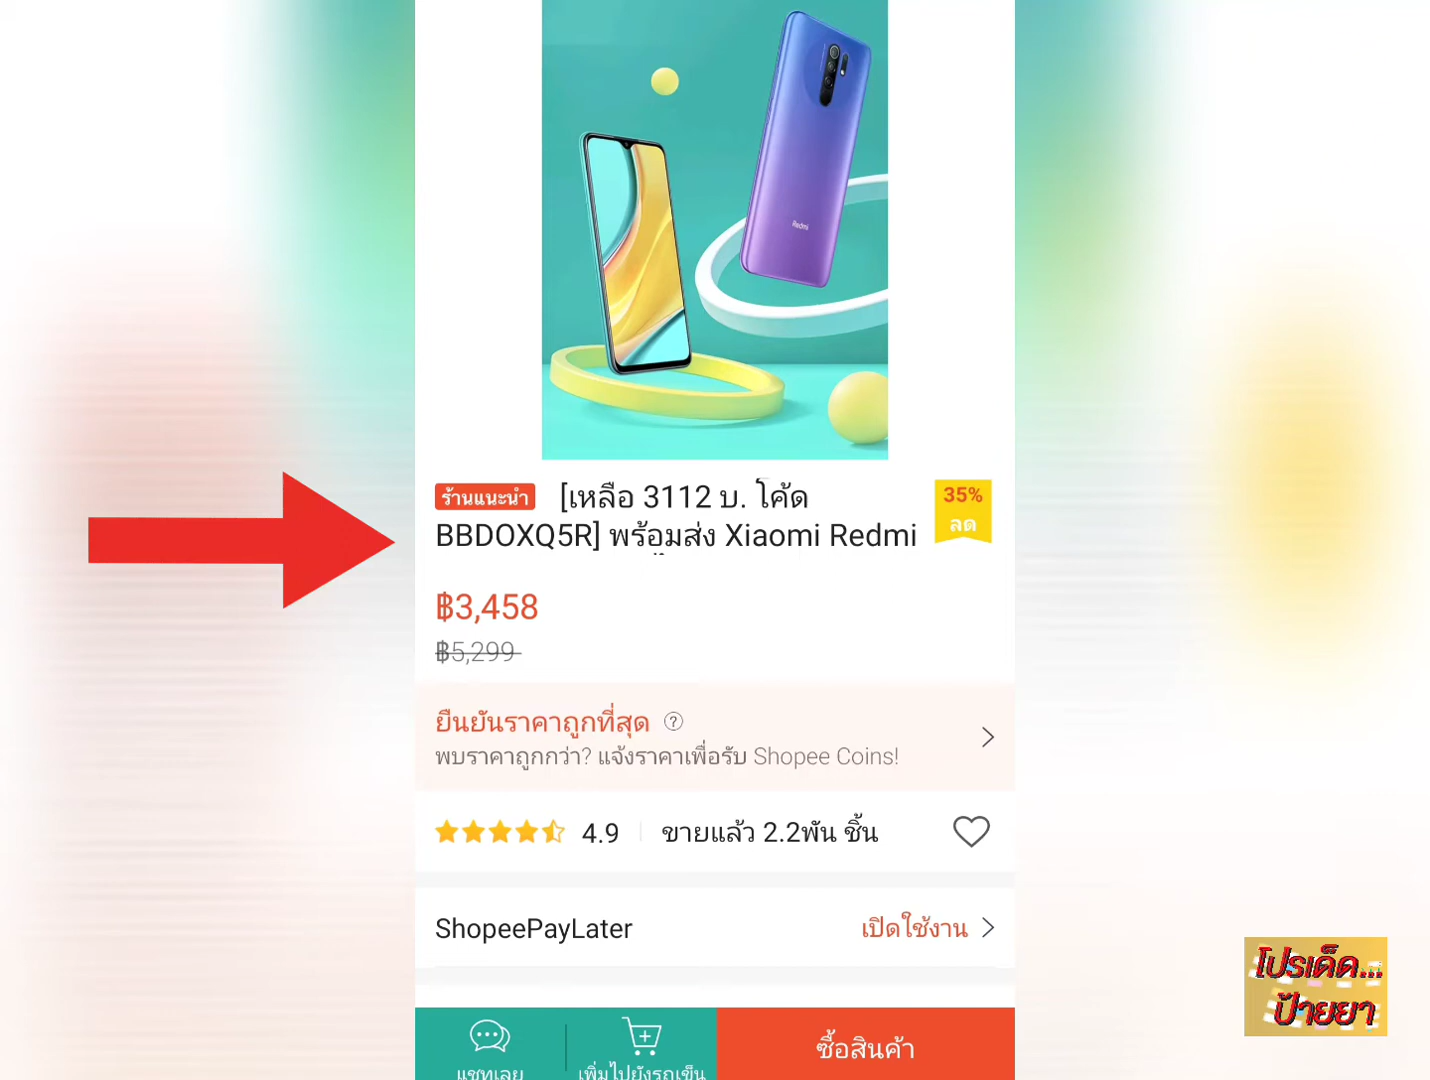 Redmi
ร้านแนะนำ [เหลือ 3112 บ. โค้ด
BBDOXQ5R] พร้อมส่ง Xiaomi Redmi
35%
ลด
฿3,458
฿5,299
ยืนยันราคาถูกที่สุด ?
พบราคาถูกกว่า? แจ้งราคาเพื่อรับ Shopee Coins!
4.9 ขายแล้ว 2.2พัน ชิ้น
ShopeePayLater เปิดใช้งาน
แชทเลย เพิ่มไปยังรถเข็น ซื้อสินค้า
โปรเด็ด...
ป้ายยา